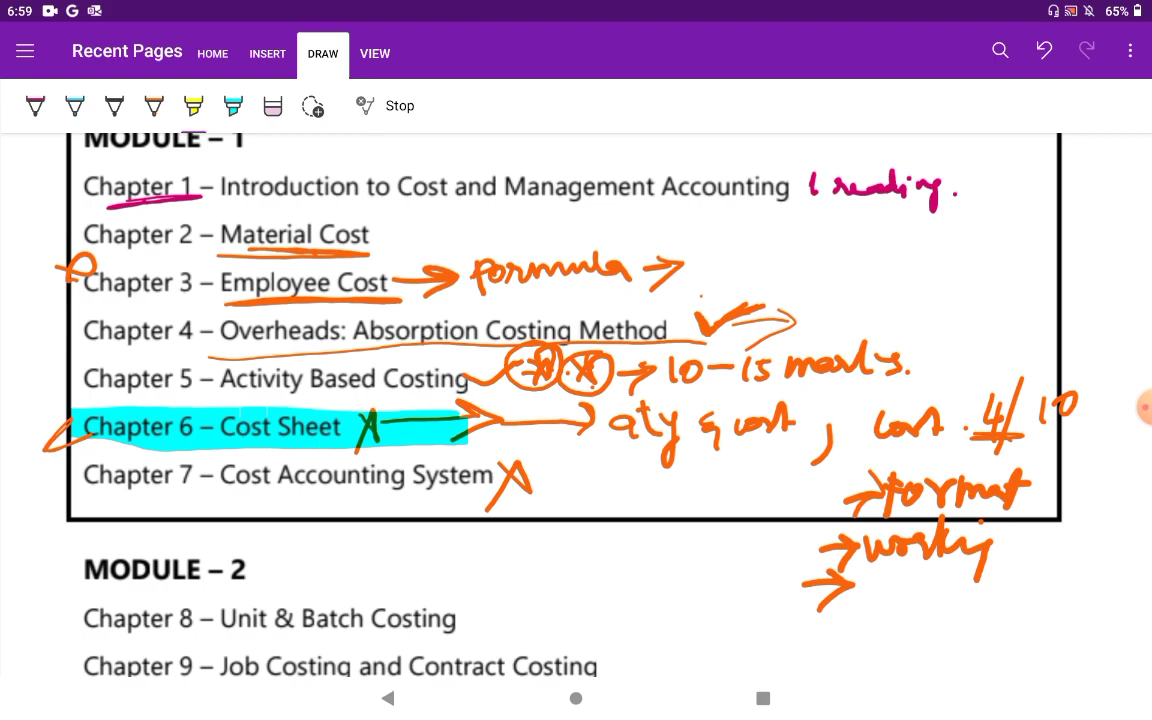 6:59 65%
Recent Pages HOME INSERT DRAW VIEW
Stop
MODULE – 1
Chapter 1 – Introduction to Cost and Management Accounting reading.
Chapter 2 – Material Cost
Chapter 3 – Employee Cost → formula →
Chapter 4 – Overheads: Absorption Costing Method
Chapter 5 – Activity Based Costing → 10-15 marks.
Chapter 6 – Cost Sheet → qty & cost, cost. 4/10
Chapter 7 – Cost Accounting System X
→ format
→ working
→
MODULE – 2
Chapter 8 – Unit & Batch Costing
Chapter 9 – Job Costing and Contract Costing